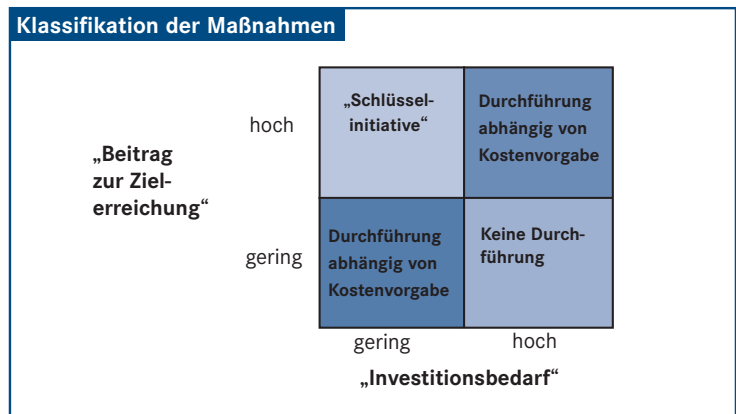 Klassifikation der Maßnahmen
„Beitrag
zur Ziel-
erreichung“
hoch
„Schlüssel-
initiative“
Durchführung
abhängig von
Kostenvorgabe
gering
Durchführung
abhängig von
Kostenvorgabe
Keine Durch-
führung
gering
hoch
„Investitionsbedarf“